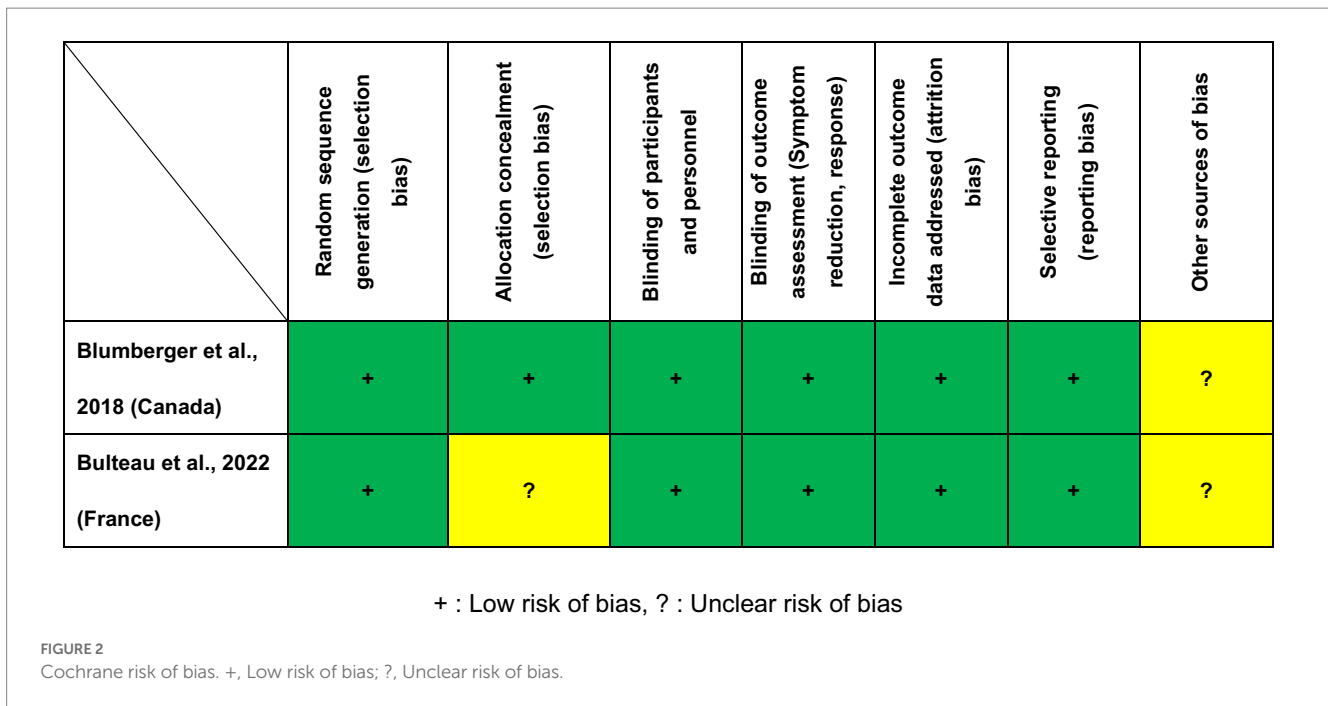 Random sequence
generation (selection
bias)
Allocation concealment
(selection bias)
Blinding of participants
and personnel
Blinding of outcome
assessment (Symptom
reduction, response)
Incomplete outcome
data addressed (attrition
bias)
Selective reporting
(reporting bias)
Other sources of bias
Blumberger et al.,
2018 (Canada)
+ + + + + + ?
Bulteau et al., 2022
(France)
+ ? + + + + ?
+ : Low risk of bias, ? : Unclear risk of bias
FIGURE 2
Cochrane risk of bias. +, Low risk of bias; ?, Unclear risk of bias.